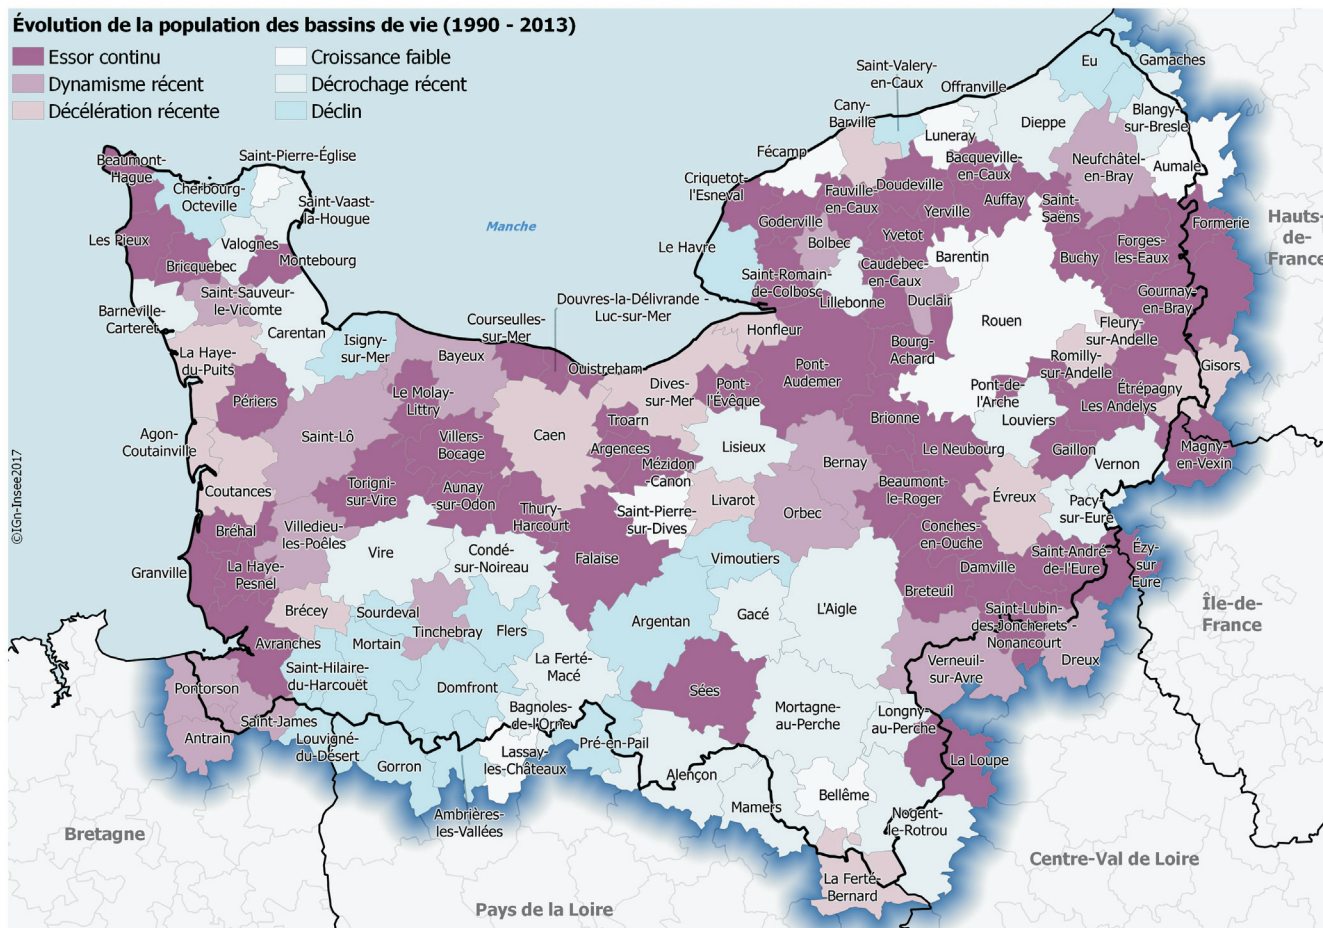 Évolution de la population des bassins de vie (1990 - 2013)
Essor continu
Dynamisme récent
Décélération récente
Croissance faible
Décrochage récent
Déclin
Saint-Valery-
en-Caux
Offranville
Eu
Gamaches
Cany-
Barville
Luneray
Dieppe
Blangy-
sur-Bresle
Beaumont-
Hague
Saint-Pierre-Église
Fécamp
Bacqueville-
en-Caux
Neufchâtel-
en-Bray
Aumale
Cherbourg-
Octeville
Criquetot-
l'Esneval
Fauville-
en-Caux
Doudeville
Auffay
Saint-
Saëns
Saint-Vaast-
la-Hougue
Manche
Goderville
Yerville
Formerie
Hauts-
de-
France
Les Pieux
Valognes
Le Havre
Bolbec
Yvetot
Barentin
Buchy
Forges-
les-Eaux
Bricquebec
Montebourg
Saint-Romain-
de-Colbosc
Caudebec-
en-Caux
Saint-Sauveur-
le-Vicomte
Douvres-la-Délivrande -
Luc-sur-Mer
Lillebonne
Duclair
Gournay-
en-Bray
Barneville-
Carteret
Carentan
Courseulles-
sur-Mer
Honfleur
Rouen
Fleury-
sur-Andelle
Isigny-
sur-Mer
Bayeux
Ouistreham
Bourg-
Achard
Romilly-
sur-Andelle
Gisors
La Haye-
du-Puits
Pont-
Audemer
Périers
Le Molay-
Littry
Dives-
sur-Mer
Pont-
l'Évêque
Pont-de-
l'Arche
Étrépagny
Les Andelys
Agon-
Coutainville
Saint-Lô
Villers-
Bocage
Caen
Troarn
Brionne
Louviers
Argences
Lisieux
Le Neubourg
Gaillon
Magny-
en-Vexin
Mézidon-
Canon
Bernay
Vernon
Coutances
Torigni-
sur-Vire
Aunay
-sur-Odon
Beaumont-
le-Roger
Évreux
Livarot
Pacy-
sur-Eure
Bréhal
Villedieu-
les-Poêles
Thury-
Harcourt
Saint-Pierre-
sur-Dives
Orbec
Conches-
en-Ouche
Vire
Condé-
sur-Noireau
Falaise
Vimoutiers
Saint-André-
de-l'Eure
Ézy-
sur
Eure
Granville
La Haye-
Pesnel
Damville
Breteuil
Brécey
Sourdeval
Argentan
Gacé
L'Aigle
Saint-Lubin-
des-Joncherets -
Nonancourt
Île-de-
France
Avranches
Mortain
Tinchebray
Flers
Saint-Hilaire-
du-Harcouët
La Ferté-
Macé
Verneuil-
sur-Avre
Dreux
Pontorson
Domfront
Sées
Saint-James
Bagnoles-
de-l'Orne
Mortagne-
au-Perche
Longny-
au-Perche
Antrain
Louvigné-
du-Désert
Pré-en-Pail
Gorron
Lassay-
les-Châteaux
La Loupe
Alençon
Bellême
Ambrières-
les-Vallées
Mamers
Nogent-
le-Rotrou
Bretagne
Centre-Val de Loire
La Ferté-
Bernard
Pays de la Loire
©IGn-Insee2017